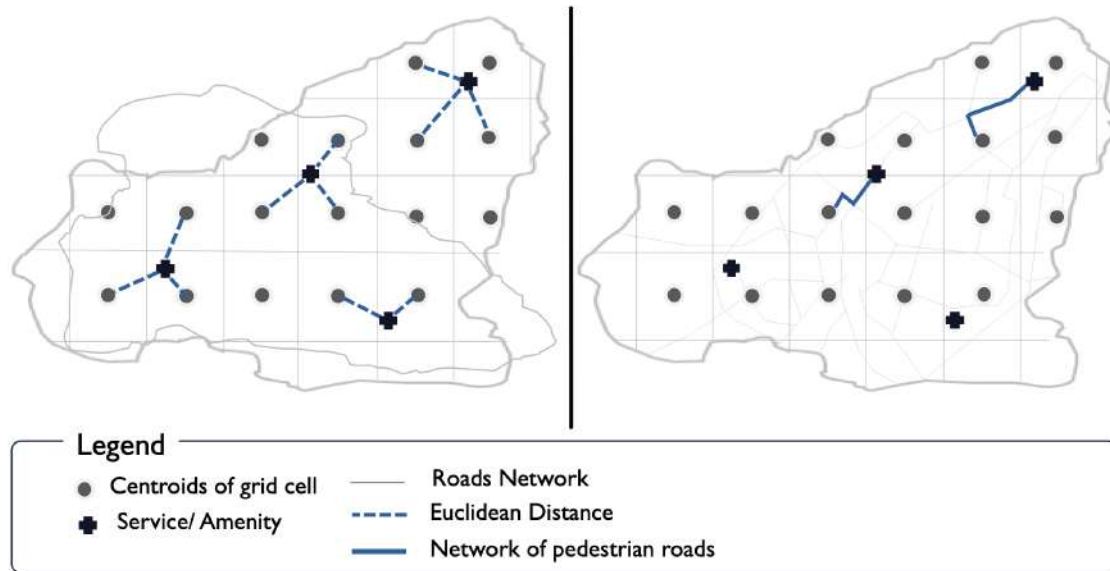 Legend
Centroids of grid cell
Service/ Amenity
Roads Network
Euclidean Distance
Network of pedestrian roads